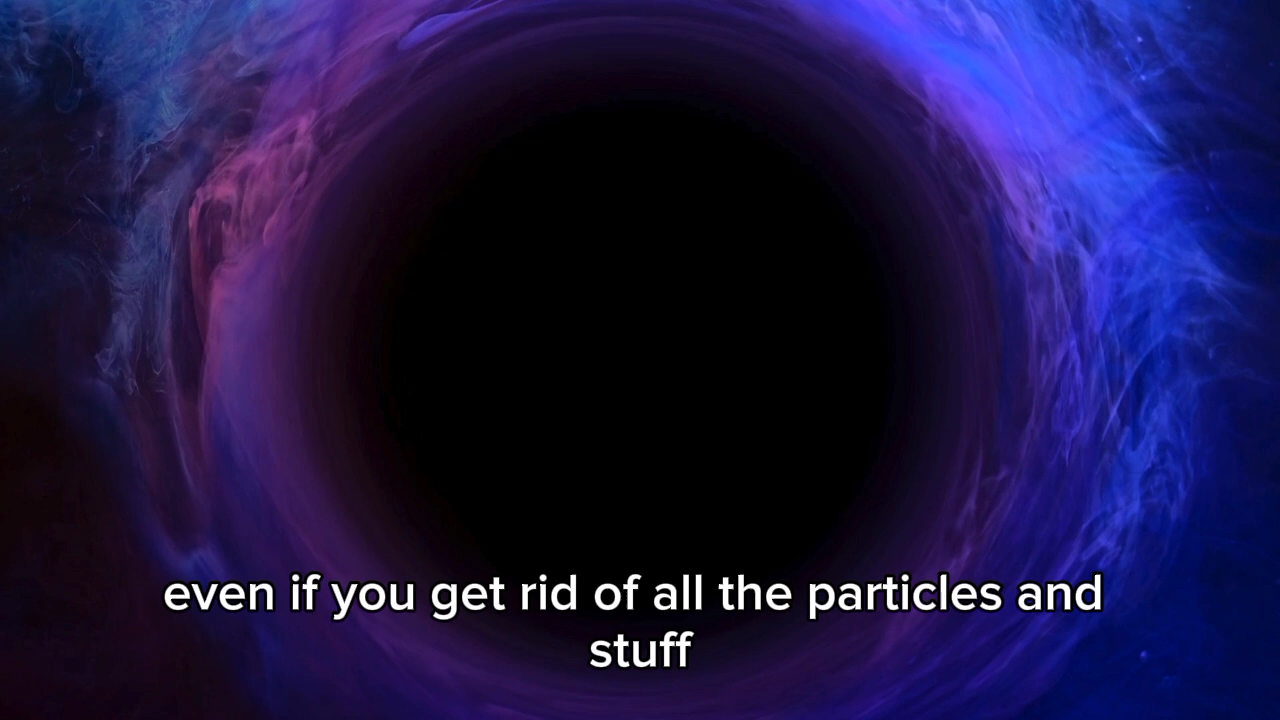 even if you get rid of all the particles and
stuff